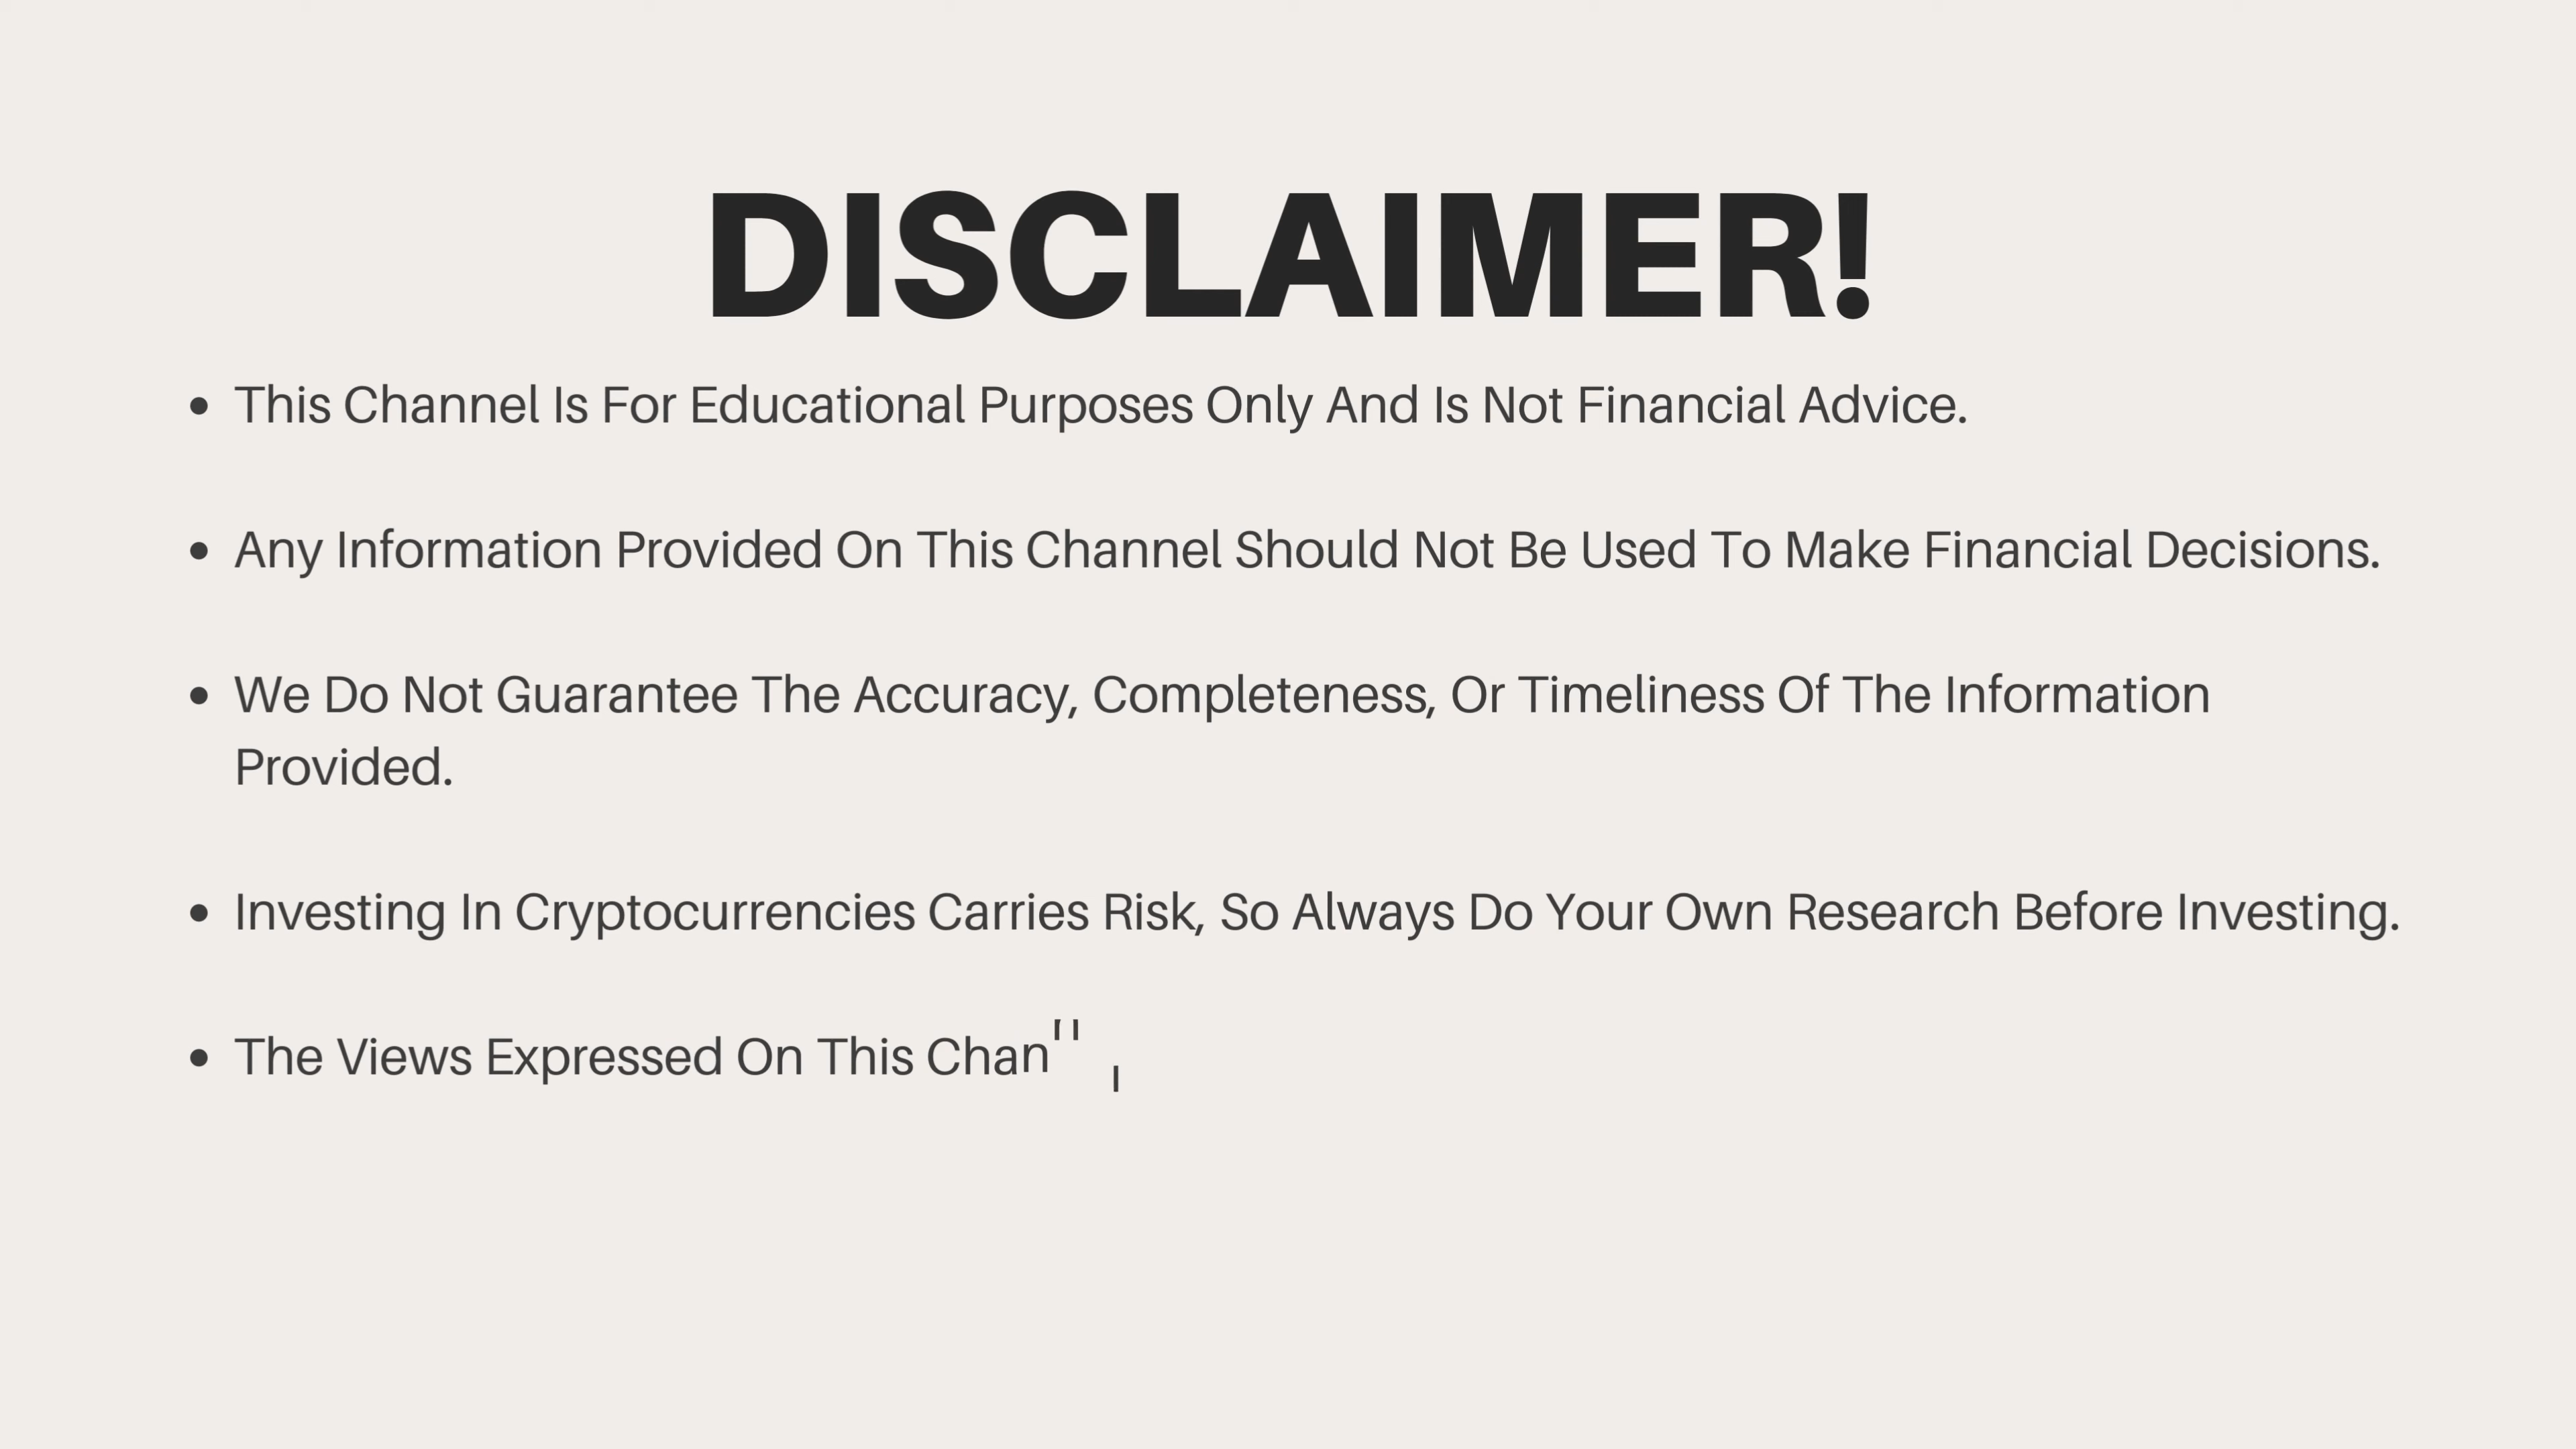 DISCLAIMER!
• This Channel Is For Educational Purposes Only And Is Not Financial Advice.
• Any Information Provided On This Channel Should Not Be Used To Make Financial Decisions.
• We Do Not Guarantee The Accuracy, Completeness, Or Timeliness Of The Information
Provided.
• Investing In Cryptocurrencies Carries Risk, So Always Do Your Own Research Before Investing.
• The Views Expressed On This